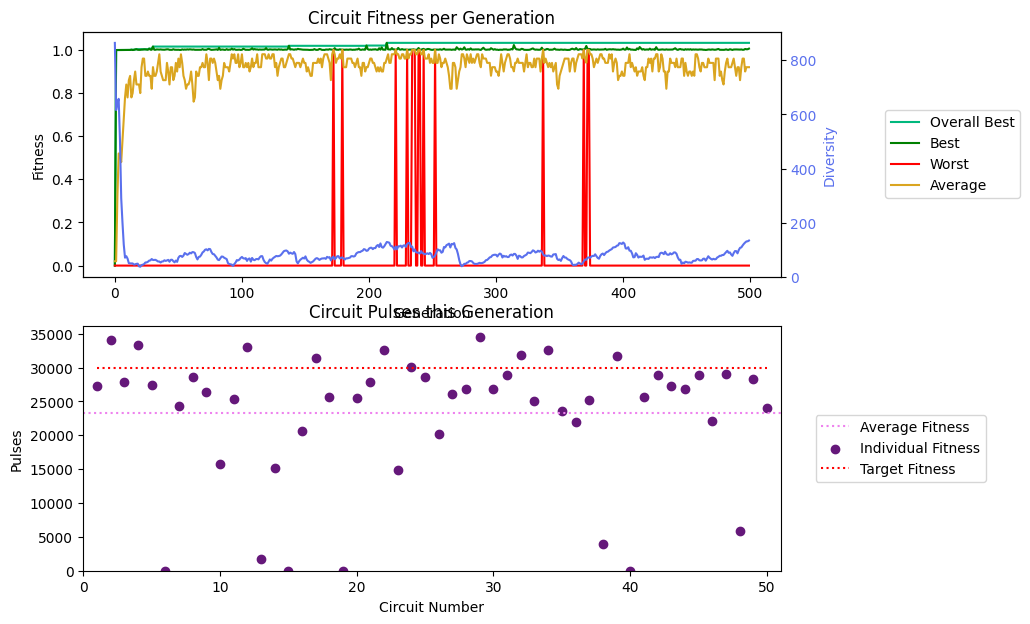 Circuit Fitness per Generation
1.0
0.8
0.6
0.4
0.2
0.0
Fitness
800
600
400
200
0
Diversity
0
100
200
300
400
500
Generation
Overall Best
Best
Worst
Average
Circuit Pulses this Generation
35000
30000
25000
20000
15000
10000
5000
0
Pulses
0
10
20
30
40
50
Circuit Number
Average Fitness
Individual Fitness
Target Fitness